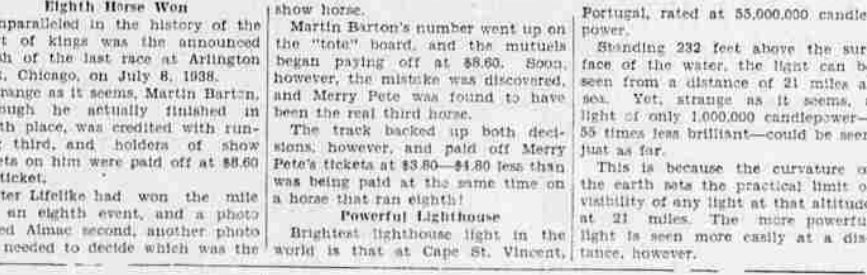 Eighth Horse Won
nparalleled in the history of the
t of kings was the announced
sh of the last race at Arlington
k, Chicago, on July 8, 1938.
range as it seems, Martin Barton,
ough he actually finished in
th place, was credited with run-
g third, and holders of show
ets on him were paid off at $8.60
ticket.
ter Lifelike had won the mile
an eighth event, and a photo
ed Almac second, another photo
needed to decide which was the
show horse.
Martin Barton's number went up on
the "tote" board, and the mutuels
began paying off at $8.60. Soon,
however, the mistake was discovered,
and Merry Pete was found to have
been the real third horse.
The track backed up both deci-
sions, however, and paid off Merry
Pete's tickets at $3.80—$4.80 less than
was being paid at the same time on
a horse that ran eighth!
Powerful Lighthouse
Brightest lighthouse light in the
world is that at Cape St. Vincent,
Portugal, rated at 55,000,000 candle
power.
Standing 232 feet above the sur
face of the water, the light can b
seen from a distance of 21 miles a
sea. Yet, strange as it seems,
light of only 1,000,000 candlepower—
55 times less brilliant—could be see
just as far.
This is because the curvature o
the earth sets the practical limit o
visibility of any light at that altitud
at 21 miles. The more powerfu
light is seen more easily at a dis
tance, however.